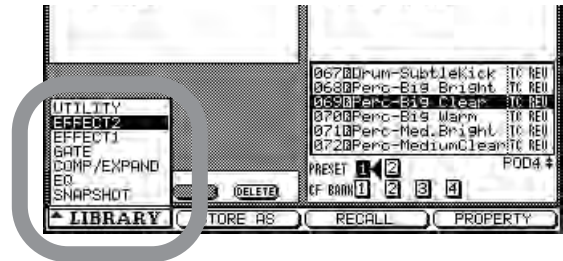 067 Drum-SubtleKick TC REV
068 Perc-Big Bright TC REV
069 Perc-Big Clear TC REV
070 Perc-Big Warm TC REV
071 Perc-Med.Bright TC REV
072 Perc-MediumClear TC REV
UTILITY
EFFECT2
EFFECT1
GATE
COMP/EXPAND
EQ
SNAPSHOT
PRESET 1 2 POD4
CF BANK 1 2 3 4
DELETE
LIBRARY
STORE AS
RECALL
PROPERTY